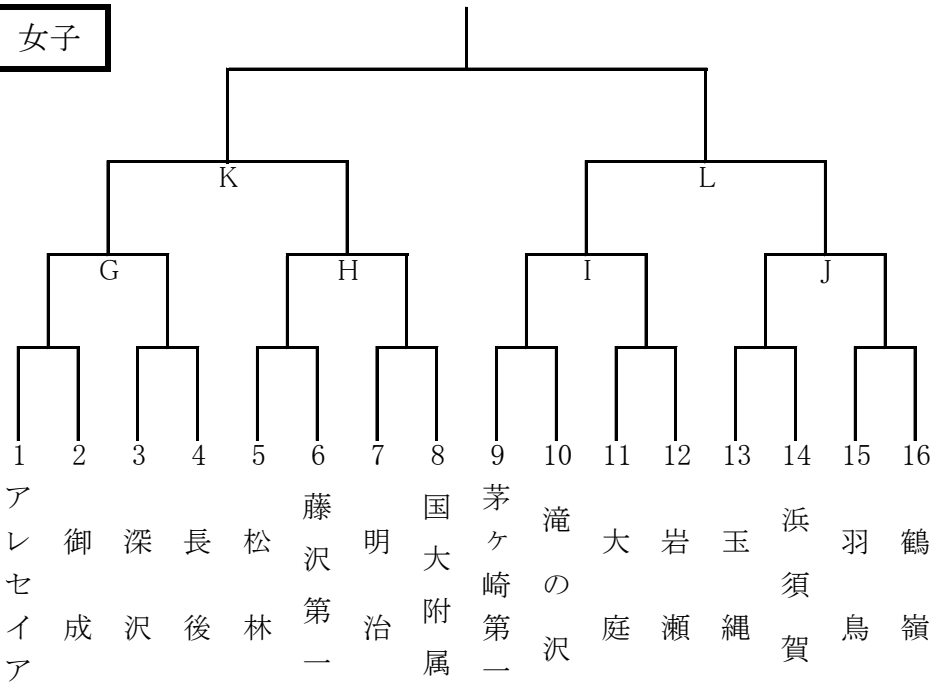 女子
K
L
G
H
I
J
1 2 3 4 5 6 7 8 9 10 11 12 13 14 15 16
アレセイア
御成
深沢
長後
松林
藤沢第一
明治
国大附属
茅ヶ崎第一
滝の沢
大庭
岩瀬
玉縄
浜須賀
羽鳥
鶴嶺